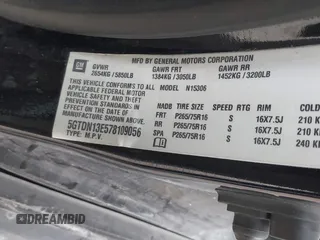 GM
MFD BY GENERAL MOTORS CORPORATION
GVWR GAWR FRT GAWR RR
2654KG / 5850LB 1384KG / 3050LB 1452KG / 3200LB
THIS VEHICLE CONFORMS TO ALL
APPLICABLE U.S. FEDERAL MOTOR
VEHICLE SAFETY AND
STANDARDS IN EFFECT ON THE DATE OF
MANUFACTURE SHOWN ABOVE.
5GTDN13E578109056
TYPE: M.P.V.
MODEL: N15306
TIRE SIZE SPEED RTG RIM COLD
FRT P265/75R16 S 16X7.5J 210 K
RR P265/75R16 S 16X7.5J 210 K
SPA P265/75R16 S 16X7.5J 240 K
DREAMBID